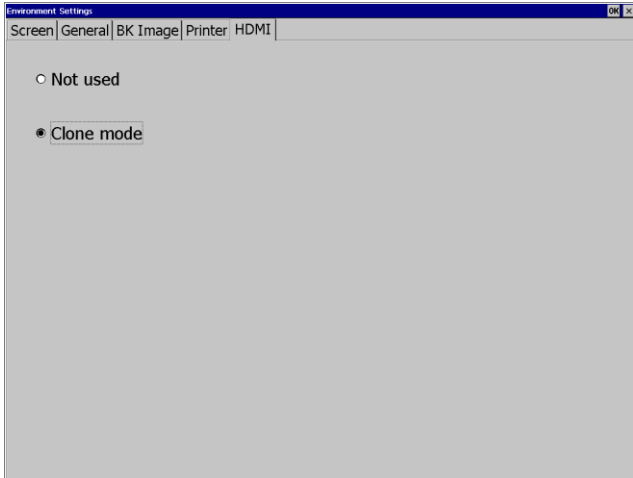 Environment Settings OK ×
Screen General BK Image Printer HDMI
Not used
Clone mode